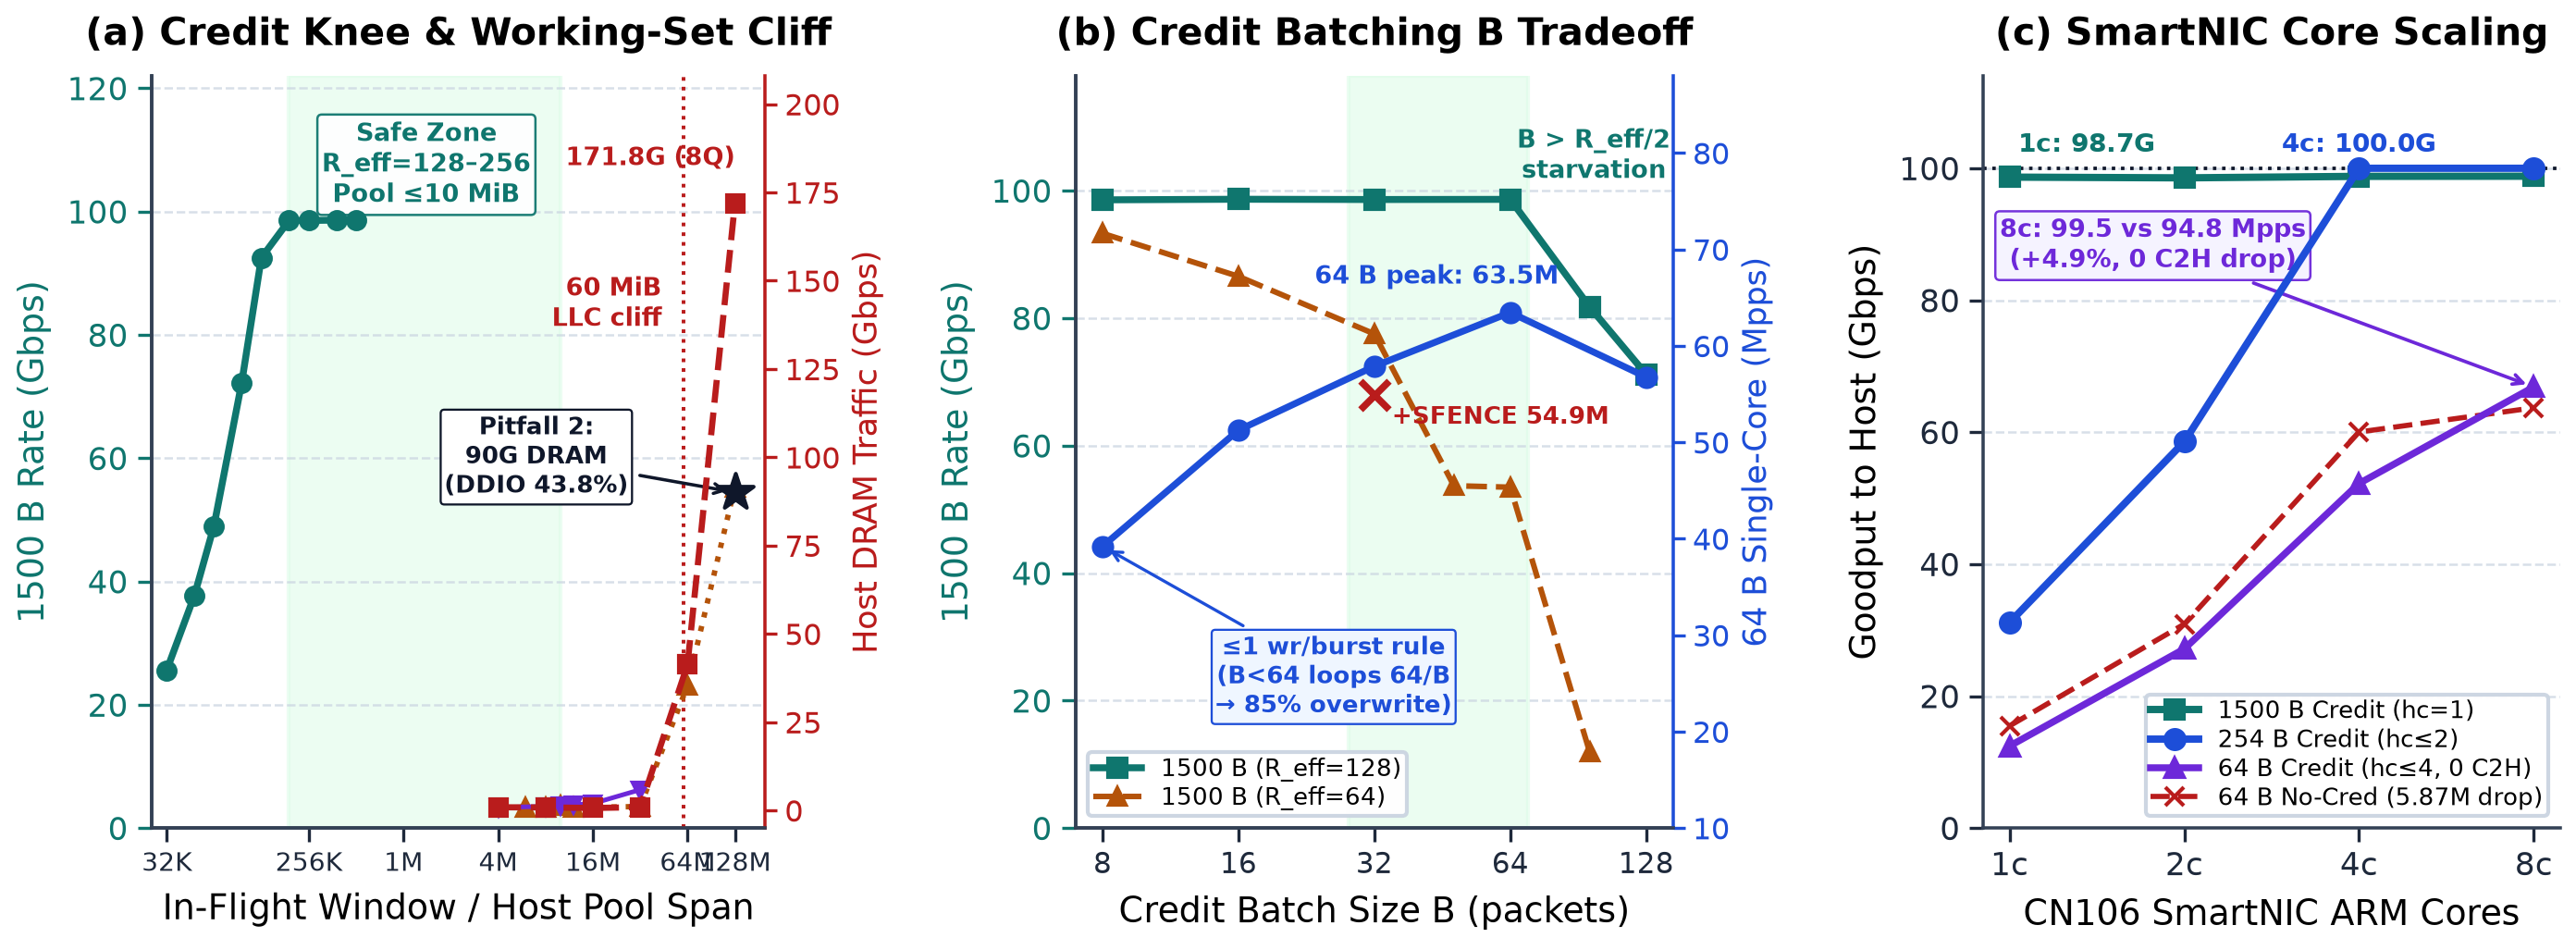 (a) Credit Knee & Working-Set Cliff
120
100
80
60
40
20
0
1500 B Rate (Gbps)
Safe Zone
R_eff=128–256
Pool ≤10 MiB
171.8G (8Q)
60 MiB
LLC cliff
Pitfall 2:
90G DRAM
(DDIO 43.8%)
200
175
150
125
100
75
50
25
0
Host DRAM Traffic (Gbps)
32K
256K
1M
4M
16M
64M
128M
In-Flight Window / Host Pool Span
(b) Credit Batching B Tradeoff
100
80
60
40
20
0
1500 B Rate (Gbps)
B > R_eff/2
starvation
64 B peak: 63.5M
+SFENCE 54.9M
≤1 wr/burst rule
(B<64 loops 64/B
→ 85% overwrite)
1500 B (R_eff=128)
1500 B (R_eff=64)
80
70
60
50
40
30
20
10
64 B Single-Core (Mpps)
8
16
32
64
128
Credit Batch Size B (packets)
(c) SmartNIC Core Scaling
100
80
60
40
20
0
Goodput to Host (Gbps)
1c: 98.7G
4c: 100.0G
8c: 99.5 vs 94.8 Mpps
(+4.9%, 0 C2H drop)
1500 B Credit (hc=1)
254 B Credit (hc≤2)
64 B Credit (hc≤4, 0 C2H)
64 B No-Cred (5.87M drop)
1c
2c
4c
8c
CN106 SmartNIC ARM Cores